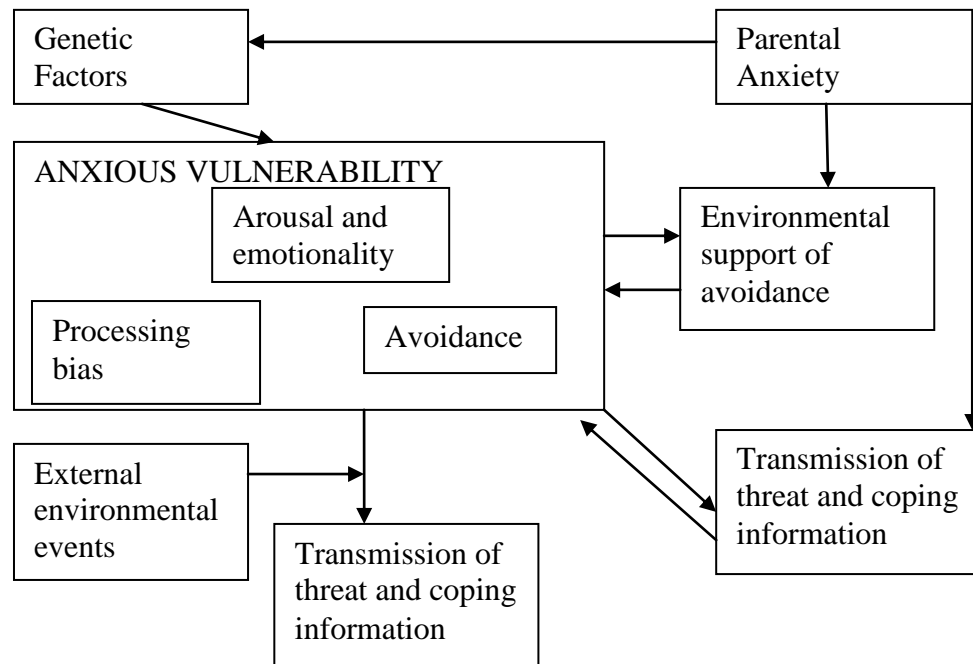 Genetic
Factors
Parental
Anxiety
ANXIOUS VULNERABILITY
Arousal and
emotionality
Environmental
support of
avoidance
Processing
bias
Avoidance
External
environmental
events
Transmission of
threat and coping
information
Transmission of
threat and coping
information